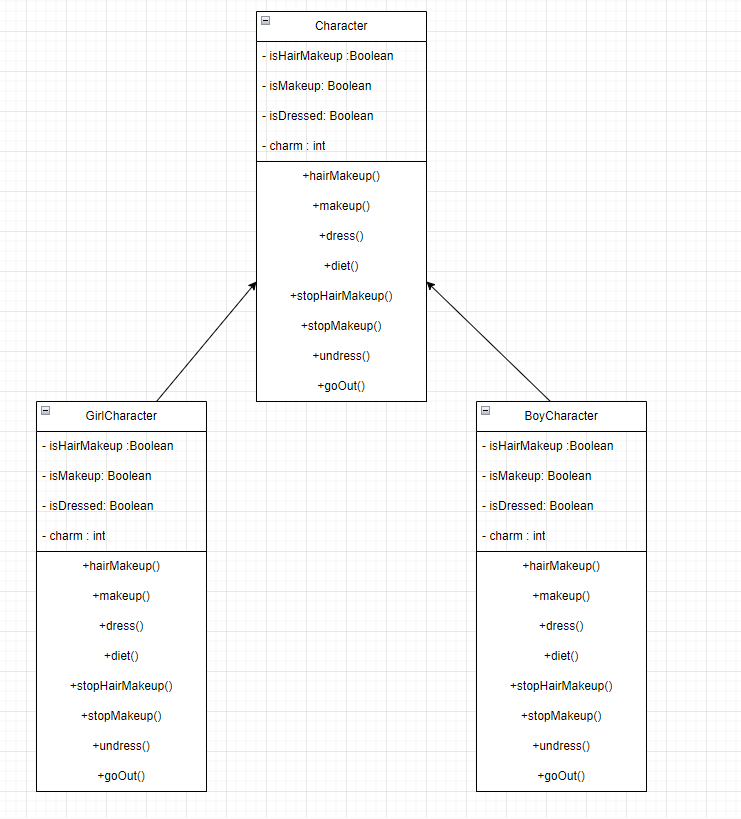 Character
- isHairMakeup :Boolean
- isMakeup: Boolean
- isDressed: Boolean
- charm : int
+hairMakeup()
+makeup()
+dress()
+diet()
+stopHairMakeup()
+stopMakeup()
+undress()
+goOut()
GirlCharacter
- isHairMakeup :Boolean
- isMakeup: Boolean
- isDressed: Boolean
- charm : int
+hairMakeup()
+makeup()
+dress()
+diet()
+stopHairMakeup()
+stopMakeup()
+undress()
+goOut()
BoyCharacter
- isHairMakeup :Boolean
- isMakeup: Boolean
- isDressed: Boolean
- charm : int
+hairMakeup()
+makeup()
+dress()
+diet()
+stopHairMakeup()
+stopMakeup()
+undress()
+goOut()